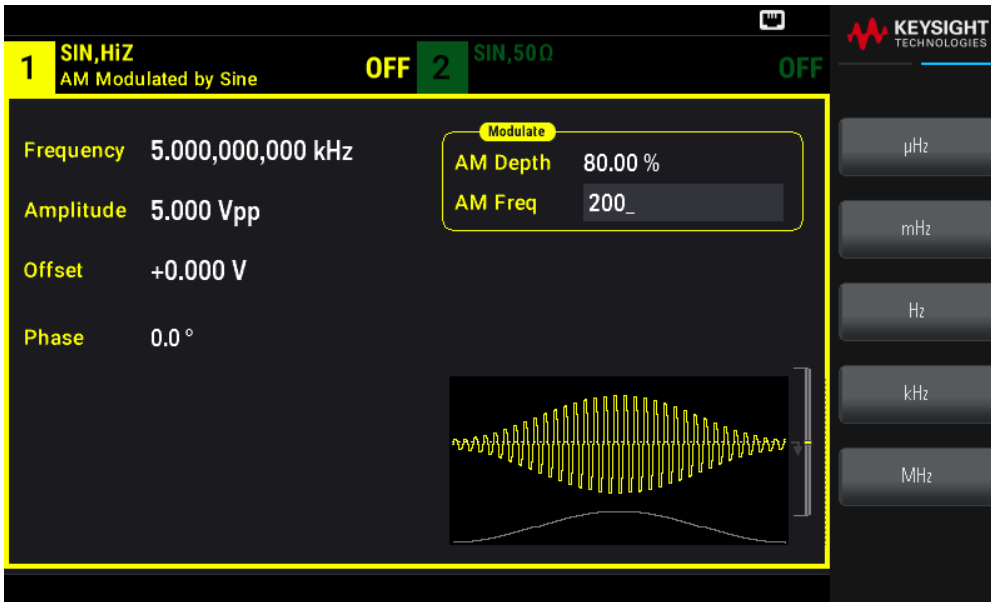 KEYSIGHT
TECHNOLOGIES
1 SIN,HiZ OFF 2 SIN,50Ω OFF
AM Modulated by Sine
Modulate
Frequency 5.000,000,000 kHz
AM Depth 80.00 %
Amplitude 5.000 Vpp
AM Freq 200_
Offset +0.000 V
Phase 0.0 °
µHz
mHz
Hz
kHz
MHz